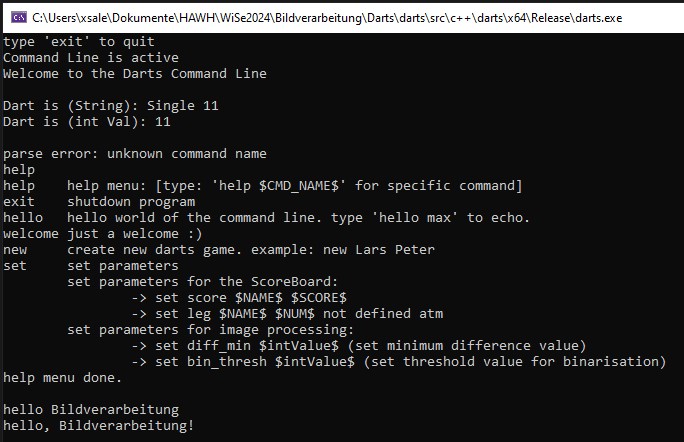 C:\Users\xsale\Dokumente\HAWH\WiSe2024\Bildverarbeitung\Darts\darts\src\c++\darts\x64\Release\darts.exe
type 'exit' to quit
Command Line is active
Welcome to the Darts Command Line
Dart is (String): Single 11
Dart is (int Val): 11
parse error: unknown command name
help
help    help menu: [type: 'help $CMD_NAME$' for specific command]
exit    shutdown program
hello   hello world of the command line. type 'hello max' to echo.
welcome just a welcome :)
new     create new darts game. example: new Lars Peter
set     set parameters
        set parameters for the ScoreBoard:
                -> set score $NAME$ $SCORE$
                -> set leg $NAME$ $NUM$ not defined atm
        set parameters for image processing:
                -> set diff_min $intValue$ (set minimum difference value)
                -> set bin_thresh $intValue$ (set threshold value for binarisation)
help menu done.
hello Bildverarbeitung
hello, Bildverarbeitung!